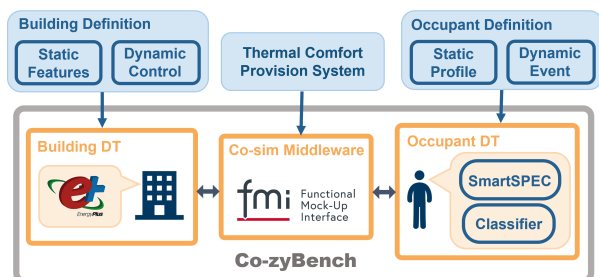 Building Definition
Static
Features
Dynamic
Control
Thermal Comfort
Provision System
Occupant Definition
Static
Profile
Dynamic
Event
Building DT
e+
EnergyPlus
Co-sim Middleware
fmi
Functional
Mock-Up
Interface
Occupant DT
SmartSPEC
Classifier
Co-zyBench